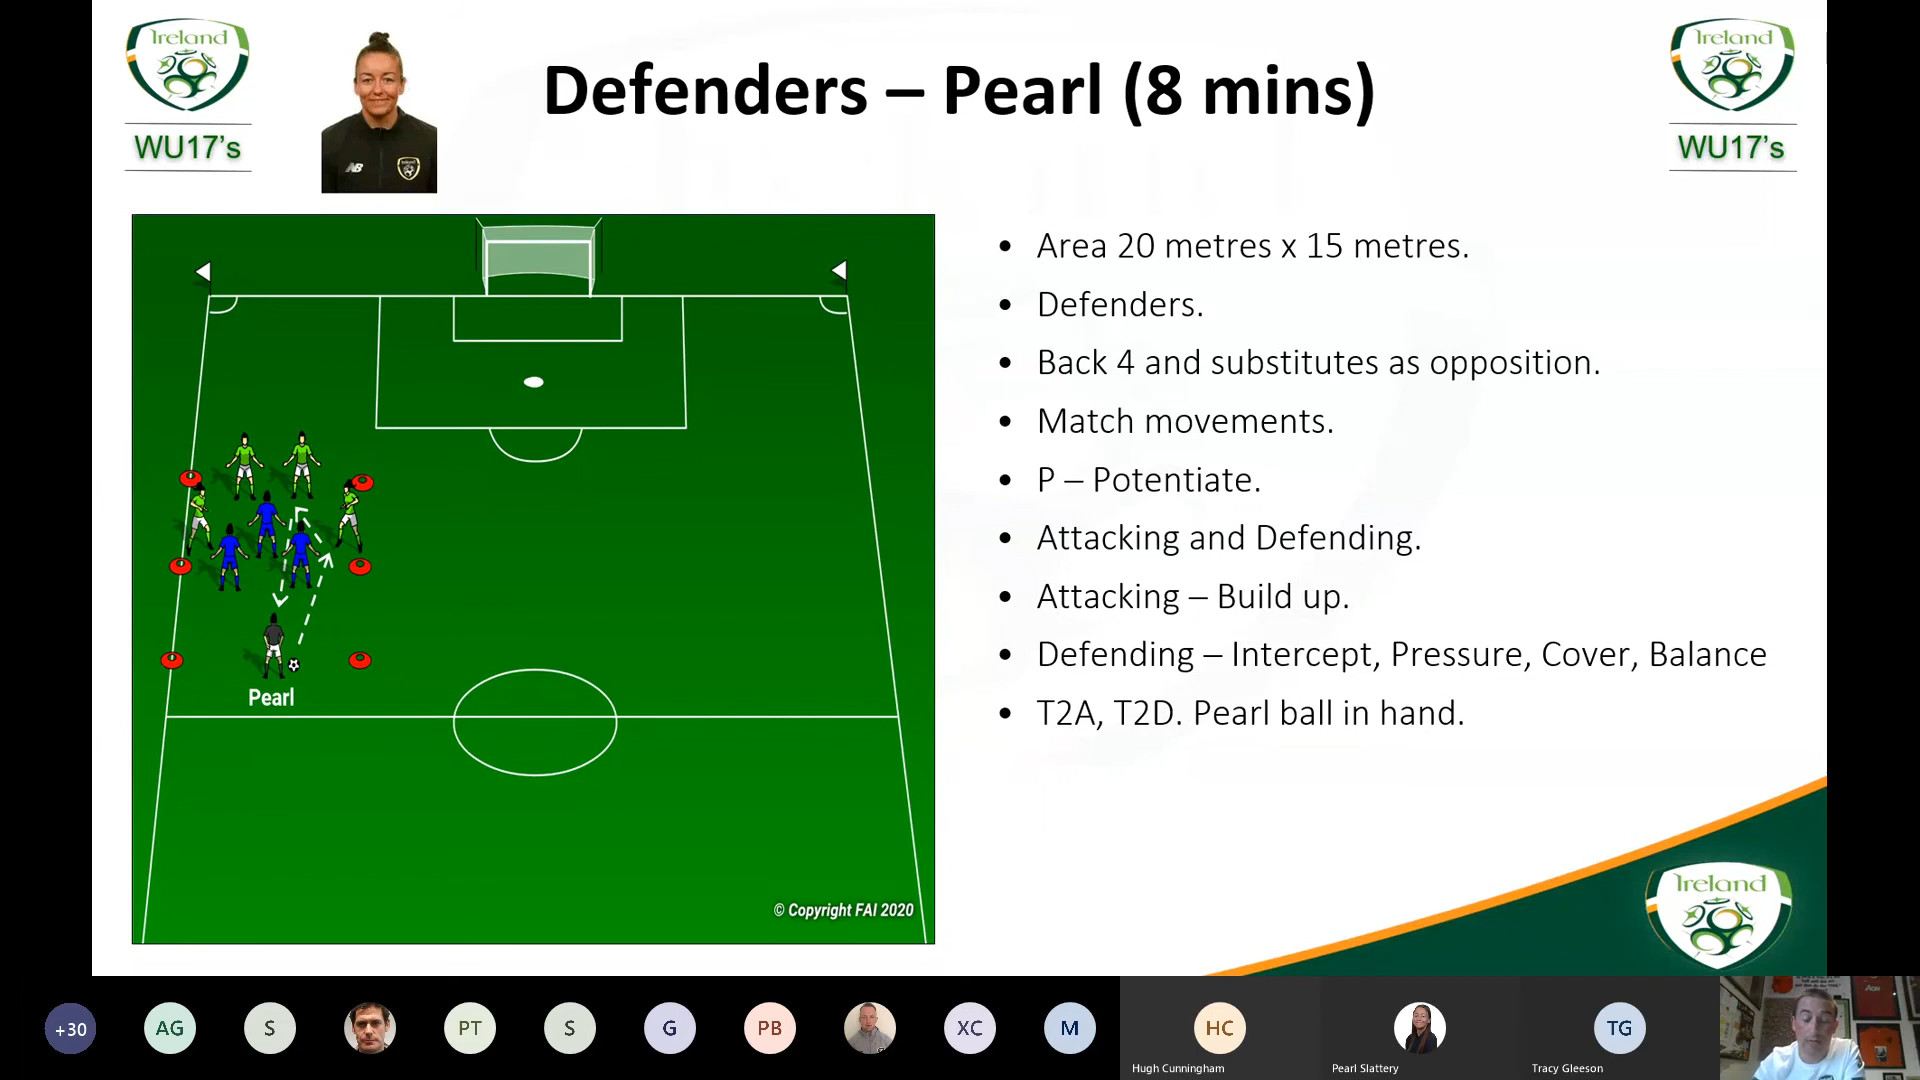 Ireland
WU17's
NB
Defenders – Pearl (8 mins)
Ireland
WU17's
Pearl
© Copyright FAI 2020
• Area 20 metres x 15 metres.
• Defenders.
• Back 4 and substitutes as opposition.
• Match movements.
• P – Potentiate.
• Attacking and Defending.
• Attacking – Build up.
• Defending – Intercept, Pressure, Cover, Balance
• T2A, T2D. Pearl ball in hand.
Ireland
+30
AG
S
PT
S
G
PB
XC
M
HC
Hugh Cunningham
Pearl Slattery
TG
Tracy Gleeson